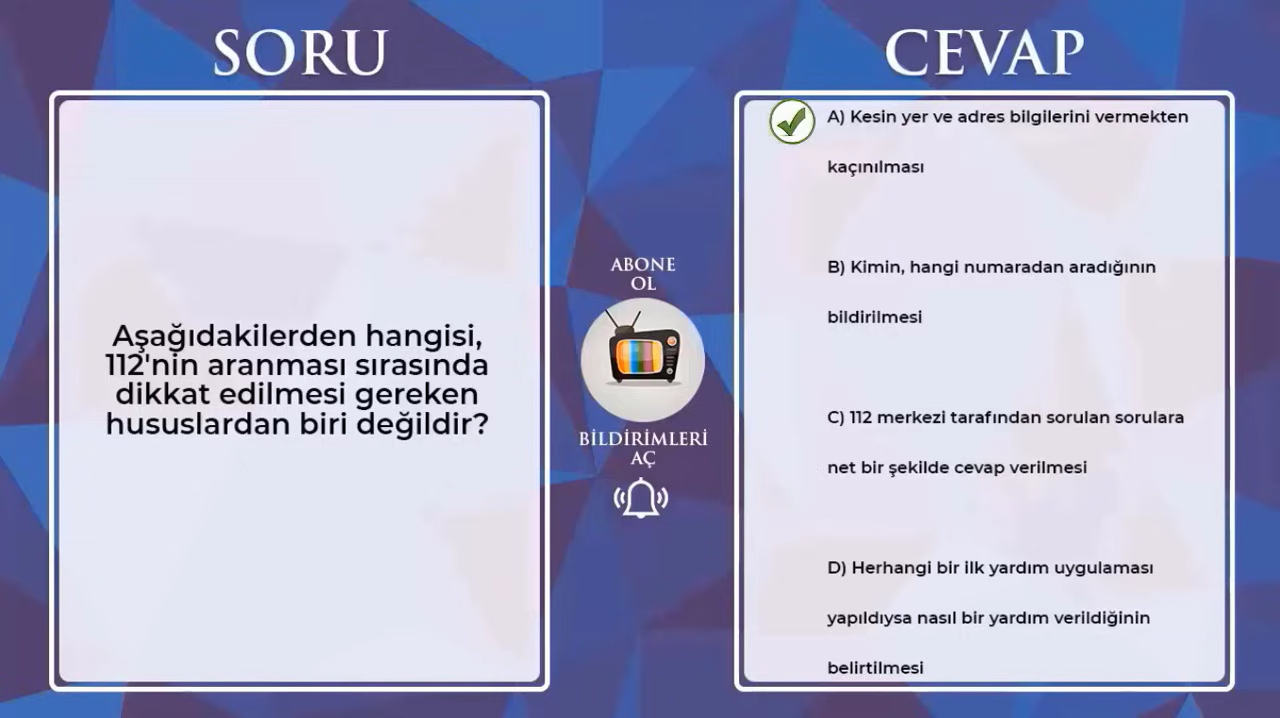 SORU
Aşağıdakilerden hangisi,
112'nin aranması sırasında
dikkat edilmesi gereken
hususlardan biri değildir?
ABONE
OL
BİLDİRİMLERİ
AÇ
CEVAP
A) Kesin yer ve adres bilgilerini vermekten
kaçınılması
B) Kimin, hangi numaradan aradığının
bildirilmesi
C) 112 merkezi tarafından sorulan sorulara
net bir şekilde cevap verilmesi
D) Herhangi bir ilk yardım uygulaması
yapıldıysa nasıl bir yardım verildiğinin
belirtilmesi